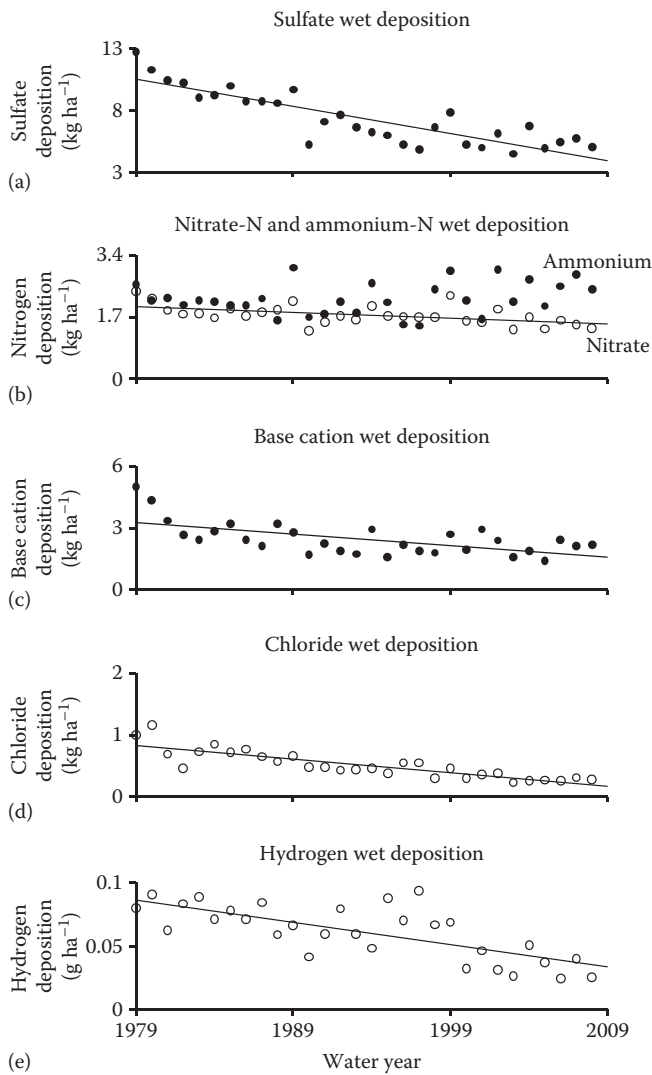 Sulfate wet deposition
13
8
3
Sulfate
deposition
(kg ha−1)
(a)
Nitrate-N and ammonium-N wet deposition
3.4
1.7
0
Nitrogen
deposition
(kg ha−1)
Ammonium
Nitrate
(b)
Base cation wet deposition
6
3
0
Base cation
deposition
(kg ha−1)
(c)
Chloride wet deposition
2
1
0
Chloride
deposition
(kg ha−1)
(d)
Hydrogen wet deposition
0.1
0.05
0
Hydrogen
deposition
(g ha−1)
1979 1989 1999 2009
(e)
Water year